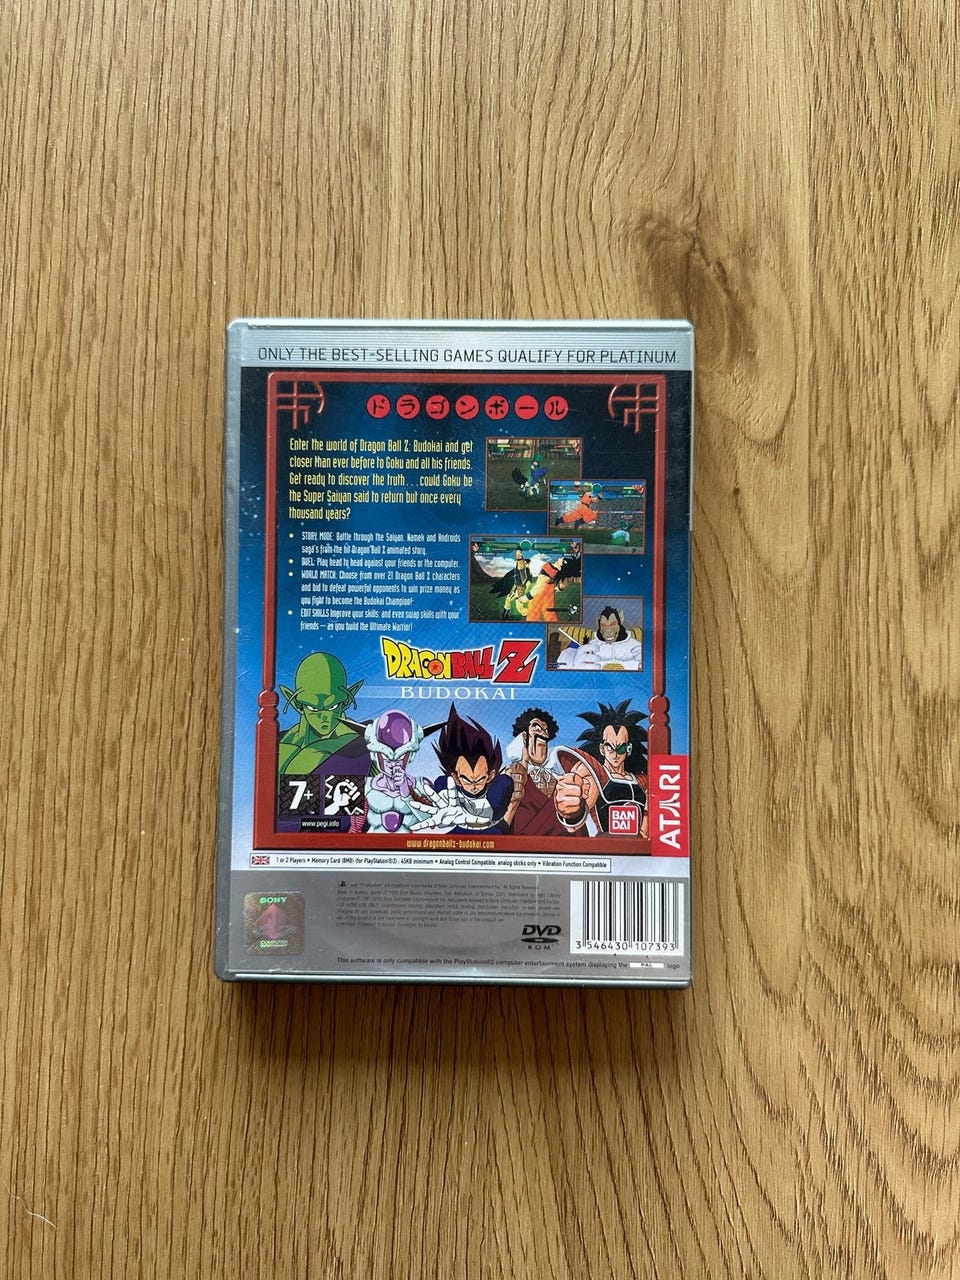 ONLY THE BEST-SELLING GAMES QUALIFY FOR PLATINUM.
ドラゴンボール
Enter the world of Dragon Ball Z: Budokai and get
closer than ever before to Goku and all his friends.
Get ready to discover the truth... could Goku be
the Super Saiyan said to return but once every
thousand years?
• STORY MODE: Battle through the Saiyan, Namek and Androids
saga's from the hit Dragon Ball Z animated story.
• DUEL: Play head to head against your friends or the computer.
• WORLD MATCH: Choose from over 21 Dragon Ball Z characters
and bid to defeat powerful opponents to win prize money as
you fight to become the Budokai Champion!
• EDIT SKILLS Improve your skills: and even swap skills with your
friends – as you build the Ultimate Warrior!
DRAGONBALL Z
BUDOKAI
7+
www.pegi.info
BAN
DAI
ATARI
www.dragonballz-budokai.com
1 or 2 Players • Memory Card (8MB) (for PlayStation®2) : 45KB minimum • Analog Control Compatible: analog sticks only • Vibration Function Compatible
SONY
COMPUTER
DVD
ROM
3 546430 107393
This software is only compatible with the PlayStation®2 computer entertainment system displaying the PAL logo